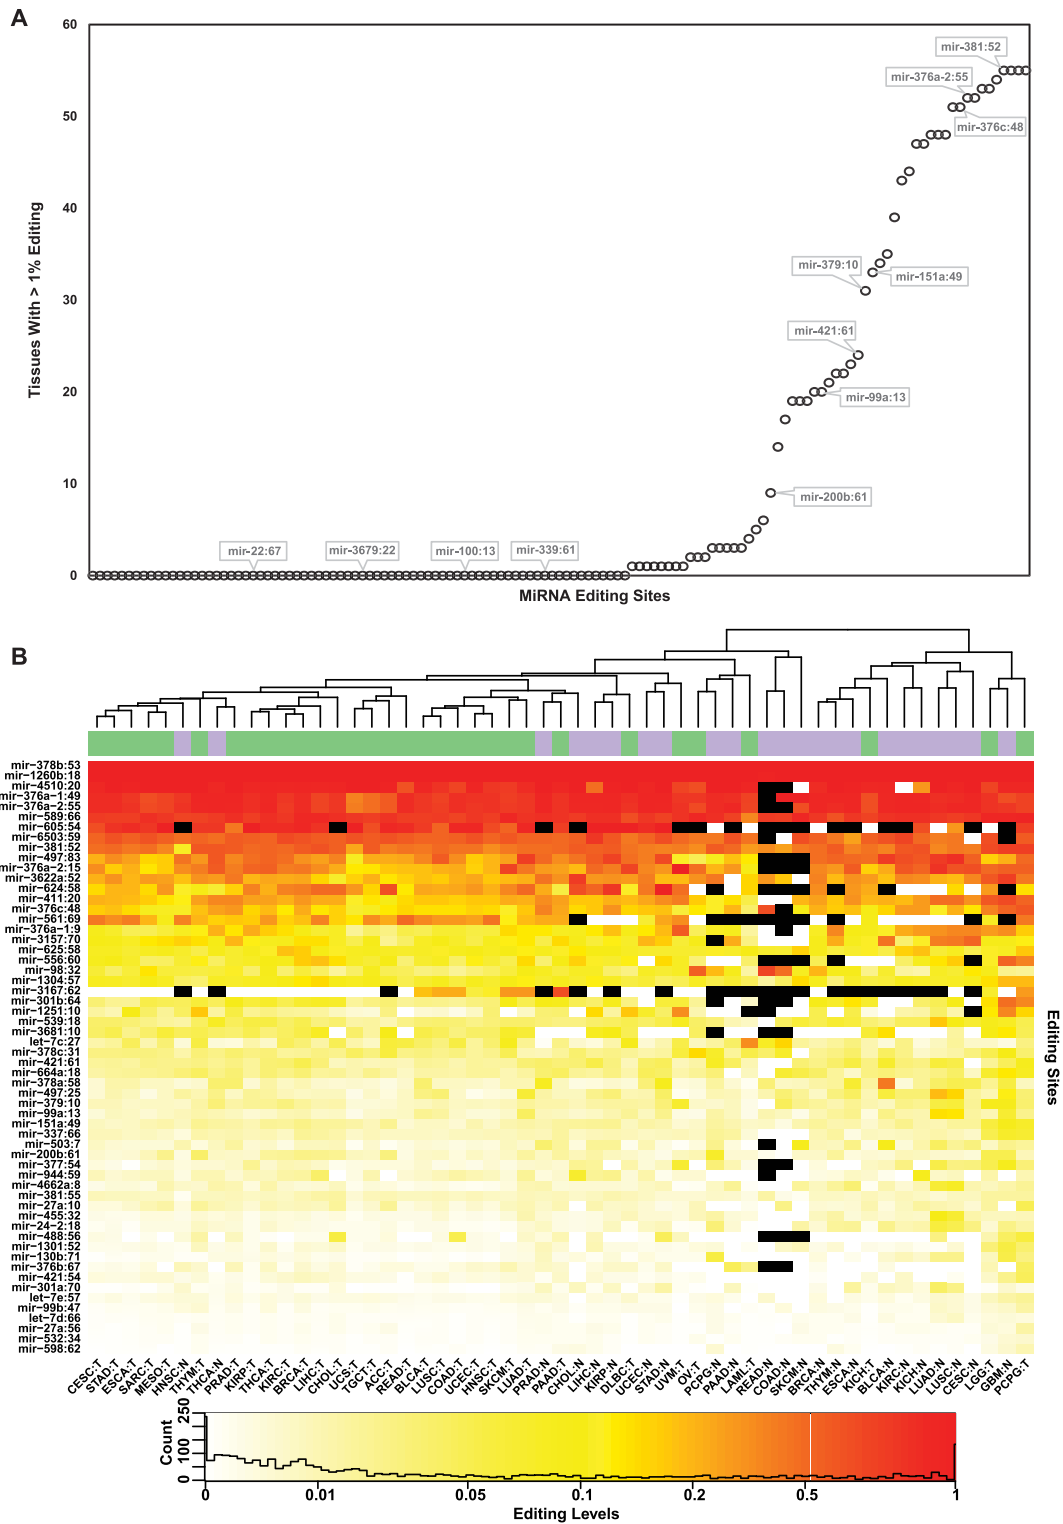 A
60
50
40
30
20
10
0
Tissues With > 1% Editing
mir-381:52
mir-376a-2:55
mir-376c:48
mir-379:10
mir-151a:49
mir-421:61
mir-99a:13
mir-200b:61
mir-22:67
mir-3679:22
mir-100:13
mir-339:61
MiRNA Editing Sites
B
mir-378b:53
mir-1260b:18
mir-4510:20
mir-376a-1:49
mir-376a-2:55
mir-589:66
mir-605:54
mir-6503:59
mir-381:52
mir-497:83
mir-376a-2:15
mir-3622a:52
mir-624:58
mir-411:20
mir-376c:48
mir-561:69
mir-376a-1:9
mir-3157:70
mir-625:58
mir-556:60
mir-98:32
mir-1304:57
mir-3167:62
mir-301b:64
mir-1251:10
mir-539:18
mir-3681:10
let-7c:27
mir-378c:31
mir-421:61
mir-664a:18
mir-378a:58
mir-497:25
mir-379:10
mir-99a:13
mir-151a:49
mir-337:66
mir-503:7
mir-200b:61
mir-377:54
mir-944:59
mir-4662a:8
mir-381:55
mir-27a:10
mir-455:32
mir-24-2:18
mir-488:56
mir-1301:52
mir-130b:71
mir-376b:67
mir-421:54
mir-301a:70
let-7e:57
mir-99b:47
let-7d:66
mir-27a:56
mir-532:34
mir-598:62
Editing Sites
CESC:T
STAD:T
ESCA:T
SARC:T
MESO:T
HNSC:N
THYM:T
THCA:N
PRAD:T
KIRP:T
THCA:T
KIRC:T
BRCA:T
LIHC:T
CHOL:T
UCS:T
TGCT:T
ACC:T
READ:T
BLCA:T
LUSC:T
COAD:T
UCEC:T
HNSC:T
SKCM:T
LUAD:T
PRAD:N
PAAD:T
CHOL:N
LIHC:N
KIRP:N
DLBC:T
UCEC:N
STAD:N
UVM:T
OV:T
PCPG:N
PAAD:N
LAML:T
READ:N
COAD:N
SKCM:N
BRCA:N
THYM:N
ESCA:N
KICH:T
BLCA:N
KIRC:N
KICH:N
LUAD:N
LUSC:N
CESC:N
LGG:T
GBM:N
PCPG:T
Count
0 100 250
0 0.01 0.05 0.1 0.2 0.5 1
Editing Levels